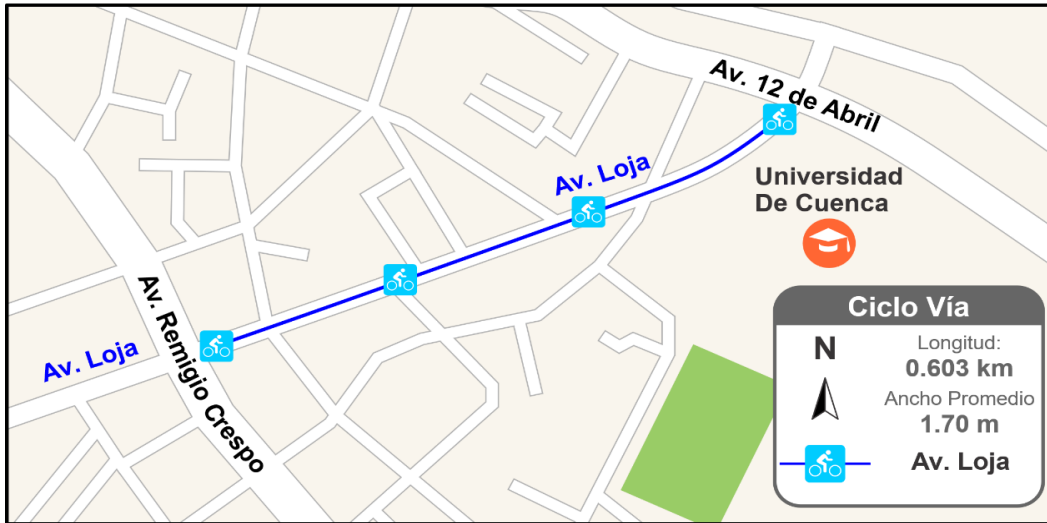 Av. 12 de Abril
Av. Loja
Universidad
De Cuenca
Av. Remigio Crespo
Av. Loja
Ciclo Vía
N
Longitud:
0.603 km
Ancho Promedio
1.70 m
Av. Loja